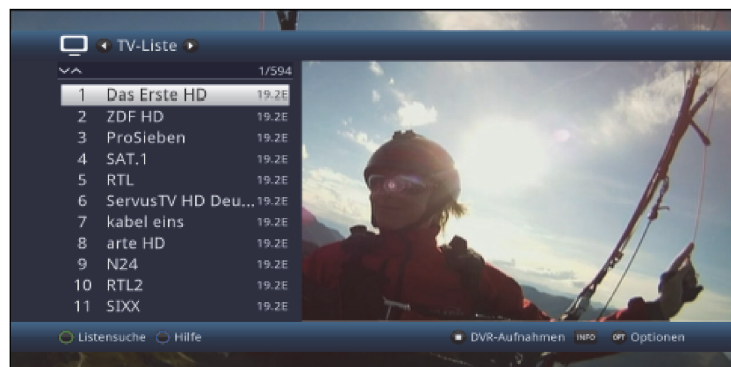 TV-Liste
1/594
1 Das Erste HD 19.2E
2 ZDF HD 19.2E
3 ProSieben 19.2E
4 SAT.1 19.2E
5 RTL 19.2E
6 ServusTV HD Deu... 19.2E
7 kabel eins 19.2E
8 arte HD 19.2E
9 N24 19.2E
10 RTL2 19.2E
11 SIXX 19.2E
Listensuche Hilfe DVR-Aufnahmen INFO OPT Optionen